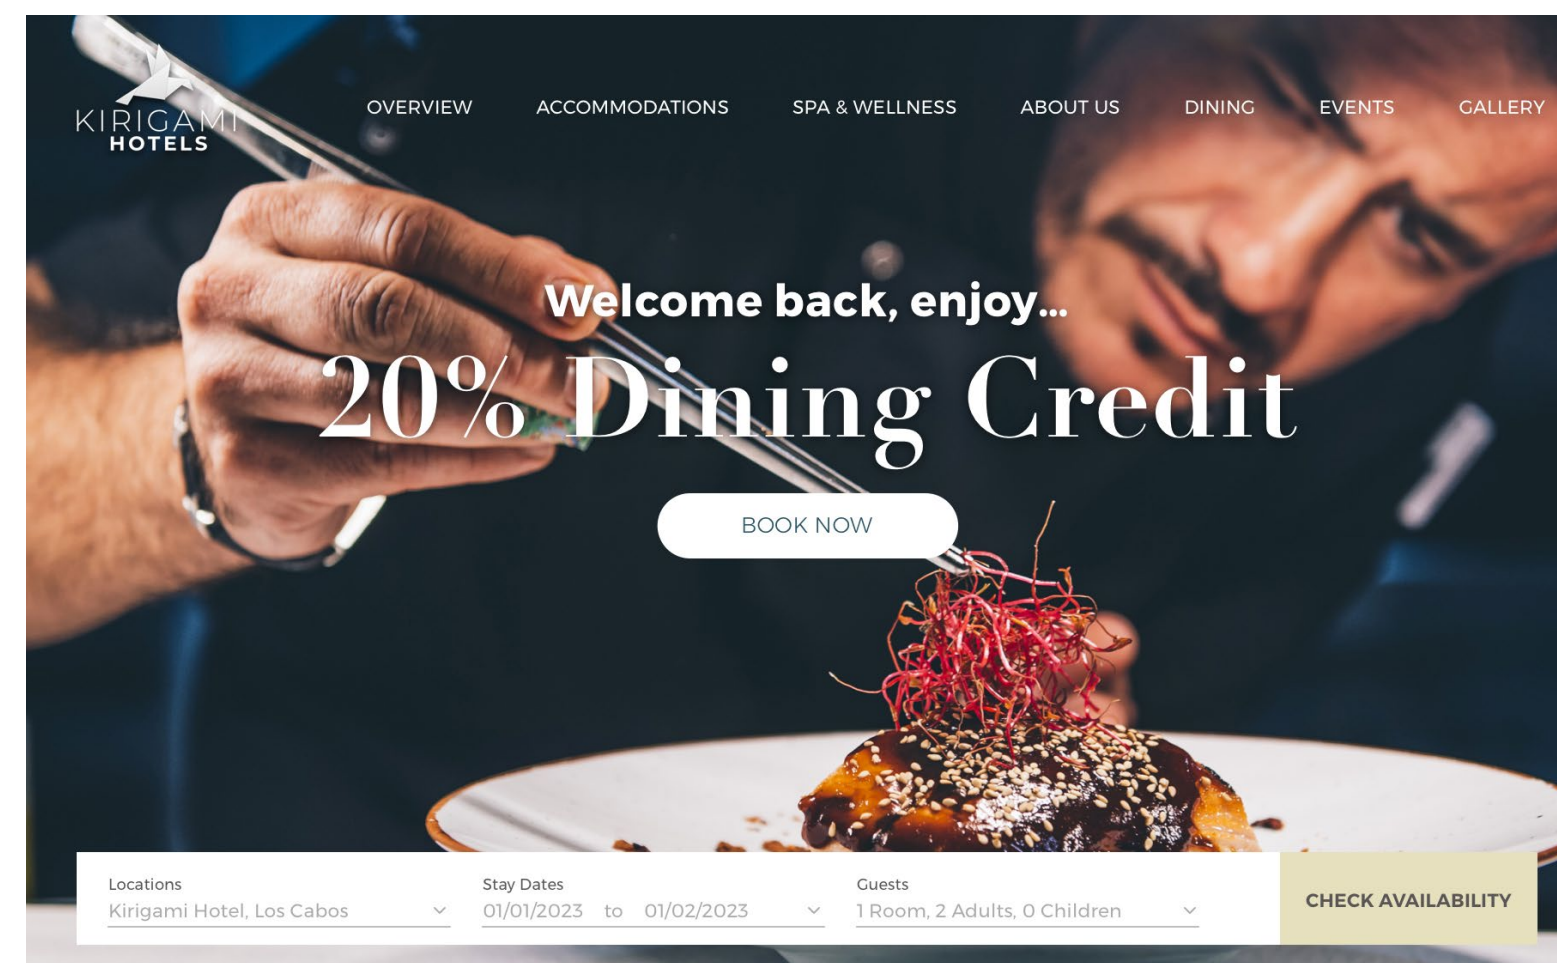 KIRIGAMI
HOTELS
OVERVIEW ACCOMMODATIONS SPA & WELLNESS ABOUT US DINING EVENTS GALLERY
Welcome back, enjoy...
20% Dining Credit
BOOK NOW
Locations Stay Dates Guests
Kirigami Hotel, Los Cabos 01/01/2023 to 01/02/2023 1 Room, 2 Adults, 0 Children
CHECK AVAILABILITY